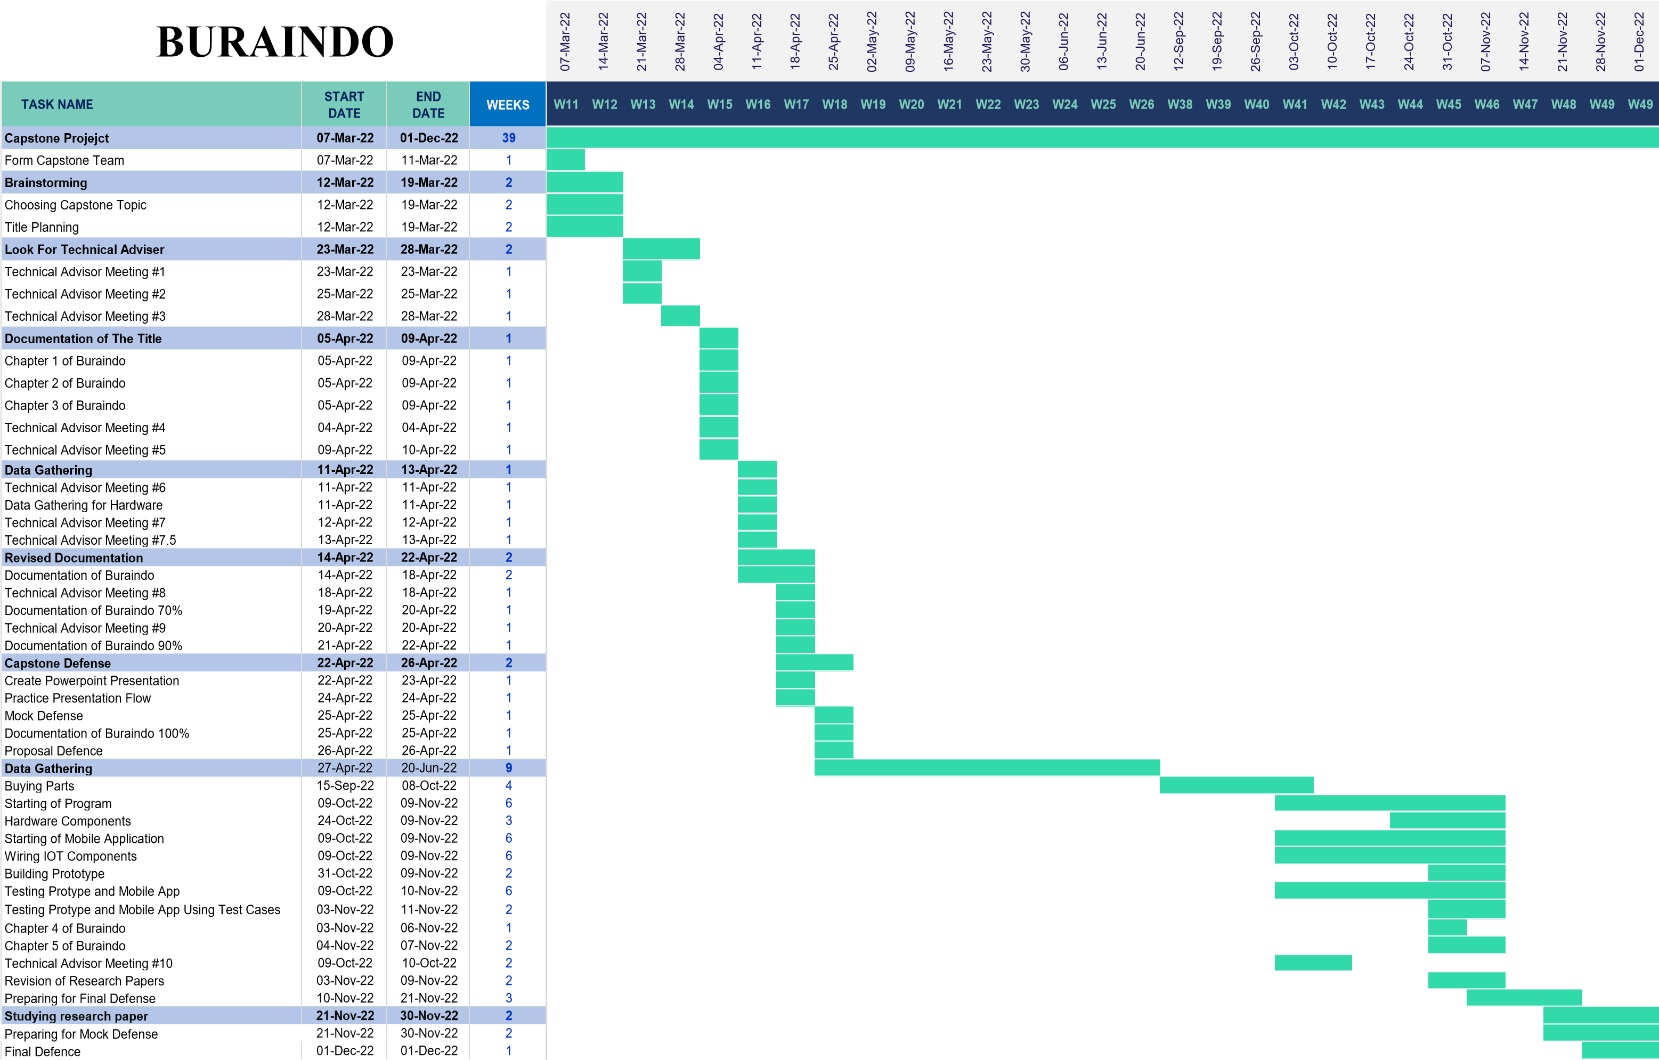 BURAINDO
07-Mar-22 14-Mar-22 21-Mar-22 28-Mar-22 04-Apr-22 11-Apr-22 18-Apr-22 25-Apr-22 02-May-22 09-May-22 16-May-22 23-May-22 30-May-22 06-Jun-22 13-Jun-22 20-Jun-22 12-Sep-22 19-Sep-22 26-Sep-22 03-Oct-22 10-Oct-22 17-Oct-22 24-Oct-22 31-Oct-22 07-Nov-22 14-Nov-22 21-Nov-22 28-Nov-22 01-Dec-22
TASK NAME START DATE END DATE WEEKS W11 W12 W13 W14 W15 W16 W17 W18 W19 W20 W21 W22 W23 W24 W25 W26 W38 W39 W40 W41 W42 W43 W44 W45 W46 W47 W48 W49 W49
Capstone Projejct 07-Mar-22 01-Dec-22 39
Form Capstone Team 07-Mar-22 11-Mar-22 1
Brainstorming 12-Mar-22 19-Mar-22 2
Choosing Capstone Topic 12-Mar-22 19-Mar-22 2
Title Planning 12-Mar-22 19-Mar-22 2
Look For Technical Adviser 23-Mar-22 28-Mar-22 2
Technical Advisor Meeting #1 23-Mar-22 23-Mar-22 1
Technical Advisor Meeting #2 25-Mar-22 25-Mar-22 1
Technical Advisor Meeting #3 28-Mar-22 28-Mar-22 1
Documentation of The Title 05-Apr-22 09-Apr-22 1
Chapter 1 of Buraindo 05-Apr-22 09-Apr-22 1
Chapter 2 of Buraindo 05-Apr-22 09-Apr-22 1
Chapter 3 of Buraindo 05-Apr-22 09-Apr-22 1
Technical Advisor Meeting #4 04-Apr-22 04-Apr-22 1
Technical Advisor Meeting #5 09-Apr-22 10-Apr-22 1
Data Gathering 11-Apr-22 13-Apr-22 1
Technical Advisor Meeting #6 11-Apr-22 11-Apr-22 1
Data Gathering for Hardware 11-Apr-22 11-Apr-22 1
Technical Advisor Meeting #7 12-Apr-22 12-Apr-22 1
Technical Advisor Meeting #7.5 13-Apr-22 13-Apr-22 1
Revised Documentation 14-Apr-22 22-Apr-22 2
Documentation of Buraindo 14-Apr-22 18-Apr-22 2
Technical Advisor Meeting #8 18-Apr-22 18-Apr-22 1
Documentation of Buraindo 70% 19-Apr-22 20-Apr-22 1
Technical Advisor Meeting #9 20-Apr-22 20-Apr-22 1
Documentation of Buraindo 90% 21-Apr-22 22-Apr-22 1
Capstone Defense 22-Apr-22 26-Apr-22 2
Create Powerpoint Presentation 22-Apr-22 23-Apr-22 1
Practice Presentation Flow 24-Apr-22 24-Apr-22 1
Mock Defense 25-Apr-22 25-Apr-22 1
Documentation of Buraindo 100% 25-Apr-22 25-Apr-22 1
Proposal Defence 26-Apr-22 26-Apr-22 1
Data Gathering 27-Apr-22 20-Jun-22 9
Buying Parts 15-Sep-22 08-Oct-22 4
Starting of Program 09-Oct-22 09-Nov-22 6
Hardware Components 24-Oct-22 09-Nov-22 3
Starting of Mobile Application 09-Oct-22 09-Nov-22 6
Wiring IOT Components 09-Oct-22 09-Nov-22 6
Building Prototype 31-Oct-22 09-Nov-22 2
Testing Protype and Mobile App 09-Oct-22 10-Nov-22 6
Testing Protype and Mobile App Using Test Cases 03-Nov-22 11-Nov-22 2
Chapter 4 of Buraindo 03-Nov-22 06-Nov-22 1
Chapter 5 of Buraindo 04-Nov-22 07-Nov-22 2
Technical Advisor Meeting #10 09-Oct-22 10-Oct-22 2
Revision of Research Papers 03-Nov-22 09-Nov-22 2
Preparing for Final Defense 10-Nov-22 21-Nov-22 3
Studying research paper 21-Nov-22 30-Nov-22 2
Preparing for Mock Defense 21-Nov-22 30-Nov-22 2
Final Defence 01-Dec-22 01-Dec-22 1